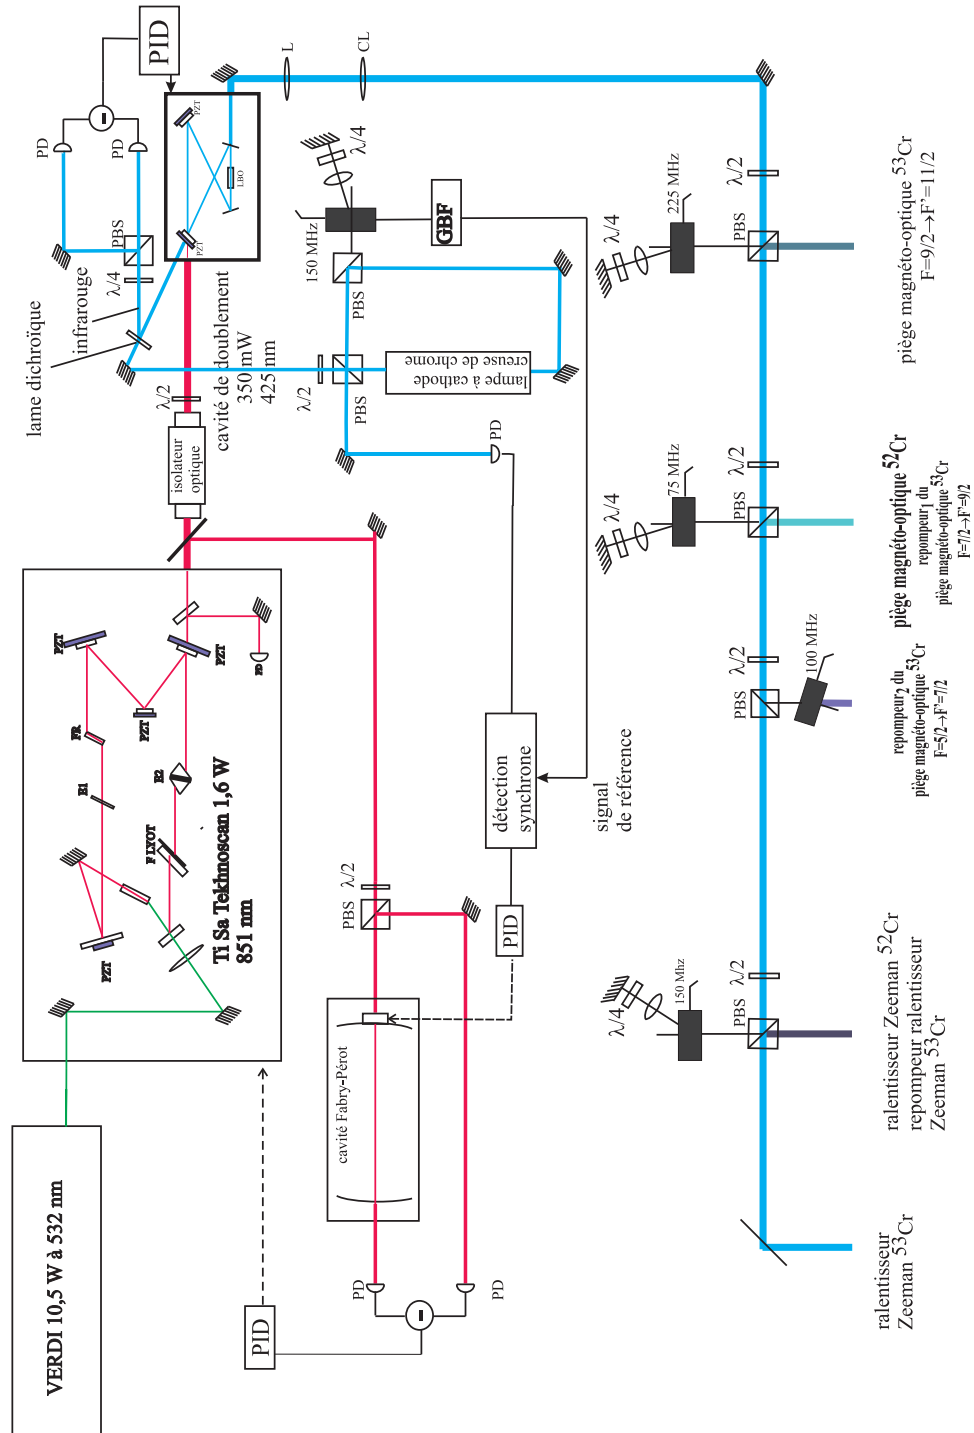 PID
PD
PD
PBS
λ/4
PZT
LBO
PZT
L
CL
lame dichroïque
infrarouge
cavité de doublement
350 mW
425 nm
λ/2
isolateur
optique
λ/4
150 MHz
GBF
PBS
λ/2
PBS
lampe à cathode
creuse de chrome
PD
PZT
PZT
PZT
PD
FR
E1
E2
F LYOT
PZT
Ti Sa Tekhnoscan 1,6 W
851 nm
VERDI 10,5 W à 532 nm
détection
synchrone
signal
de référence
PID
λ/2
PBS
cavité Fabry-Pérot
PD
PD
PID
λ/2
225 MHz
λ/4
PBS
piège magnéto-optique ⁵³Cr
F=9/2→F'=11/2
λ/4
75 MHz
λ/2
PBS
piège magnéto-optique ⁵²Cr
repompeur₁ du
piège magnéto-optique ⁵³Cr
F=7/2→F'=9/2
λ/2
PBS
100 MHz
repompeur₂ du
piège magnéto-optique ⁵³Cr
F=5/2→F'=7/2
λ/4
150 Mhz
λ/2
PBS
ralentisseur Zeeman ⁵²Cr
repompeur ralentisseur
Zeeman ⁵³Cr
ralentisseur
Zeeman ⁵³Cr